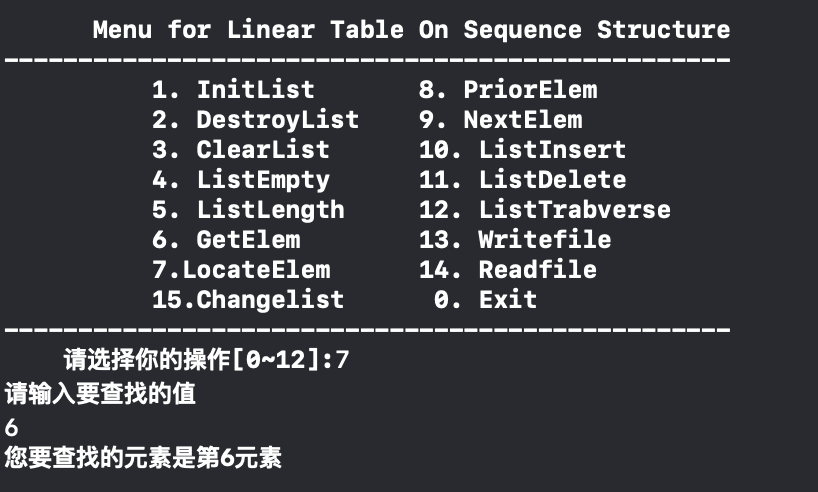 Menu for Linear Table On Sequence Structure
-------------------------------------------------
1. InitList 8. PriorElem
2. DestroyList 9. NextElem
3. ClearList 10. ListInsert
4. ListEmpty 11. ListDelete
5. ListLength 12. ListTrabverse
6. GetElem 13. Writefile
7.LocateElem 14. Readfile
15.Changelist 0. Exit
-------------------------------------------------
请选择你的操作[0~12]:7
请输入要查找的值
6
您要查找的元素是第6元素